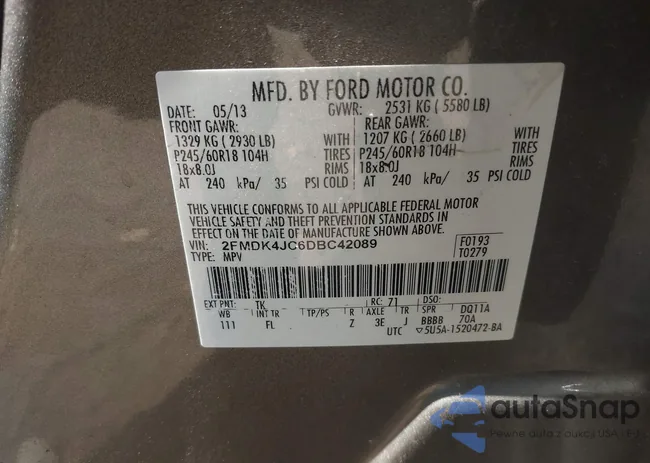 MFD. BY FORD MOTOR CO.
DATE: 05/13 GVWR: 2531 KG ( 5580 LB)
FRONT GAWR: REAR GAWR:
1329 KG ( 2930 LB) WITH 1207 KG ( 2660 LB) WITH
P245/60R18 104H TIRES P245/60R18 104H TIRES
18x8.0J RIMS 18x8.0J RIMS
AT 240 kPa/ 35 PSI COLD AT 240 kPa/ 35 PSI COLD
THIS VEHICLE CONFORMS TO ALL APPLICABLE FEDERAL MOTOR
VEHICLE SAFETY AND THEFT PREVENTION STANDARDS IN
EFFECT ON THE DATE OF MANUFACTURE SHOWN ABOVE.
VIN: 2FMDK4JC6DBC42089 F0193
TYPE: MPV T0279
EXT PNT: TK RC: 71 DSO:
WB INT TR TP/PS R AXLE TR SPR DQ11A
111 FL Z 3E J BBBB 70A
UTC ▽5U5A-1520472-BA
autaSnap
Pewne auta z aukcji USA i EU